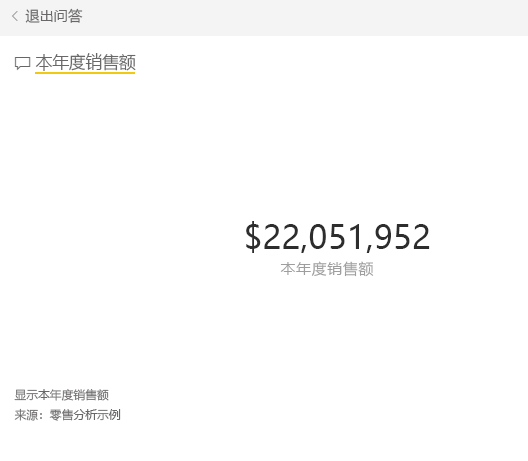 退出问答
本年度销售额
$22,051,952
本年度销售额
显示本年度销售额
来源：零售分析示例